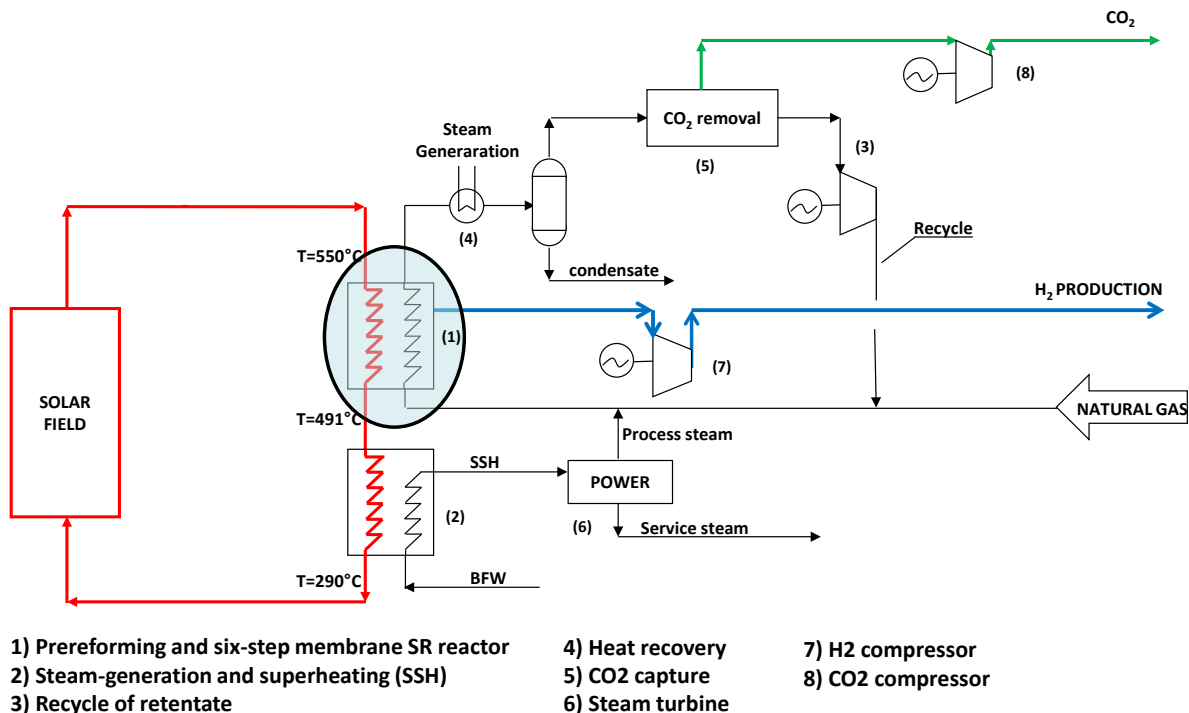 CO₂
(8)
CO₂ removal
(5)
(3)
Steam
Generaration
(4)
Recycle
T=550°C
condensate
H₂ PRODUCTION
(1)
(7)
SOLAR
FIELD
NATURAL GAS
T=491°C
Process steam
SSH
POWER
(2)
(6)
Service steam
T=290°C
BFW
1) Prereforming and six-step membrane SR reactor
2) Steam-generation and superheating (SSH)
3) Recycle of retentate
4) Heat recovery
5) CO2 capture
6) Steam turbine
7) H2 compressor
8) CO2 compressor